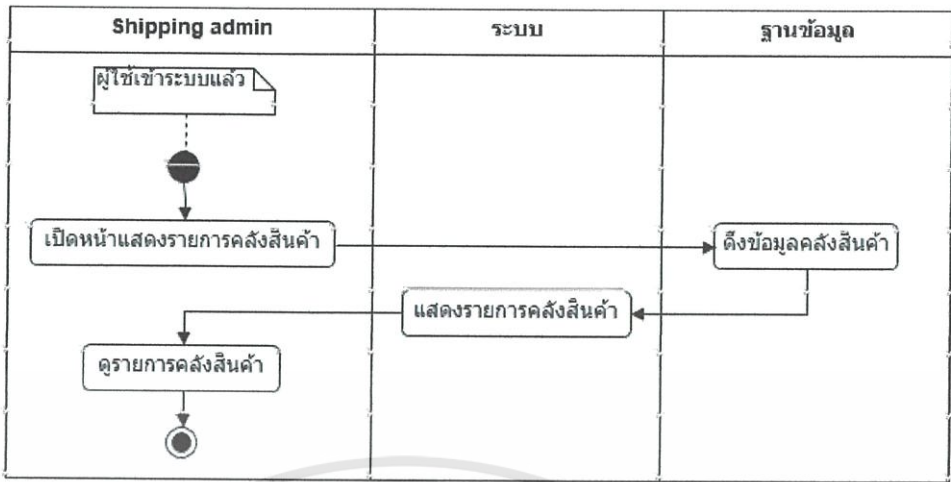 Shipping admin
ระบบ
ฐานข้อมูล
ผู้ใช้เข้าระบบแล้ว
เปิดหน้าแสดงรายการคลังสินค้า
ดึงข้อมูลคลังสินค้า
แสดงรายการคลังสินค้า
ดูรายการคลังสินค้า